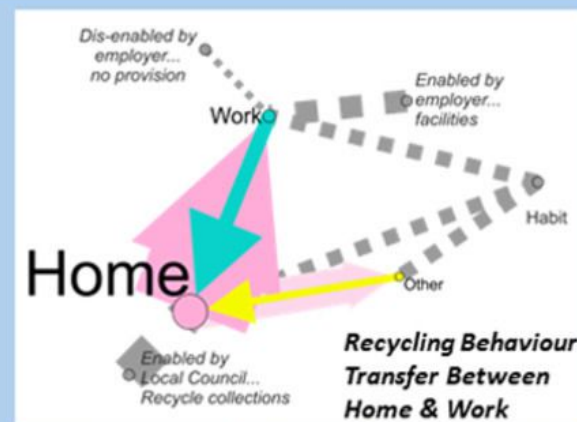 Dis-enabled by
employer...
no provision
Enabled by
employer...
facilities
Work
Habit
Home
Other
Enabled by
Local Council...
Recycle collections
Recycling Behaviour
Transfer Between
Home & Work